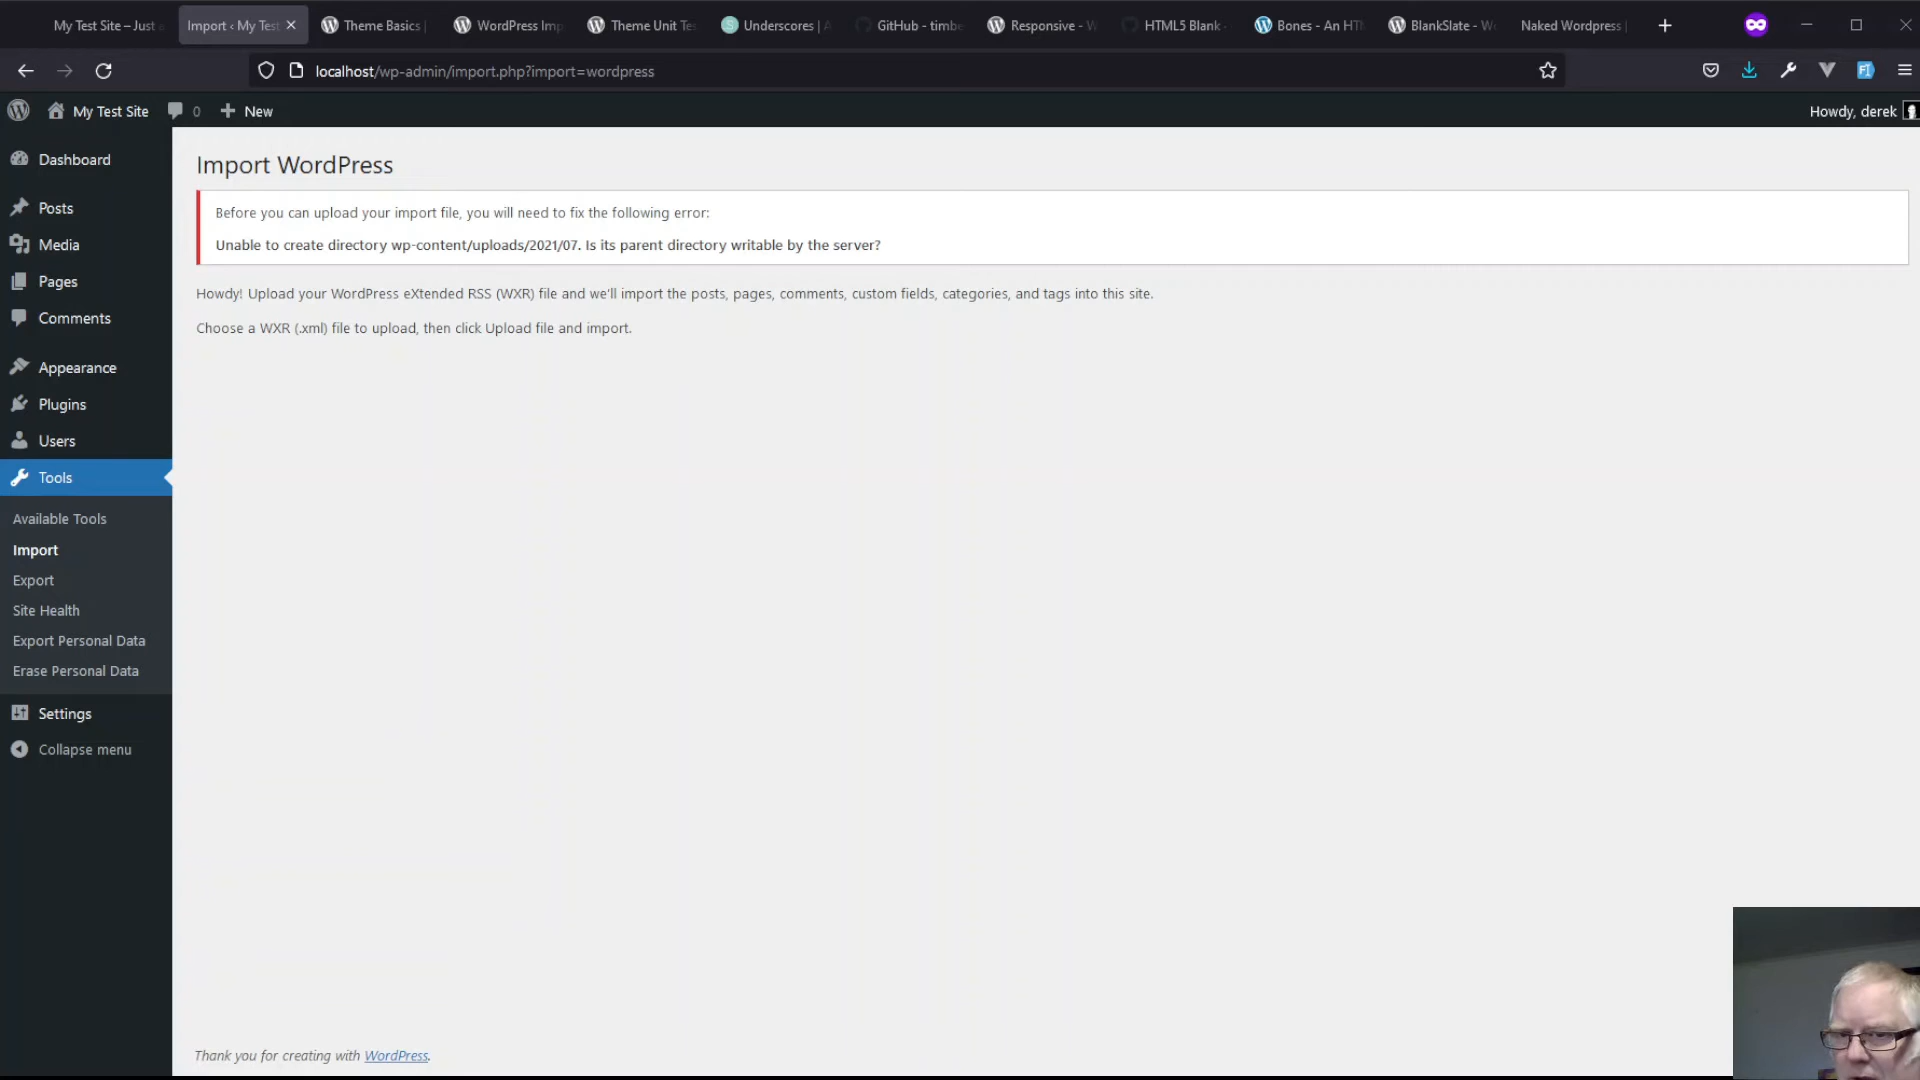 My Test Site – Just
Import ‹ My Test
Theme Basics |
WordPress Imp
Theme Unit Te
Underscores | A
GitHub - timbe
Responsive - W
HTML5 Blank
Bones - An HT
BlankSlate - Wo
Naked Wordpress |
localhost/wp-admin/import.php?import=wordpress
My Test Site
0
New
Howdy, derek
Dashboard
Posts
Media
Pages
Comments
Appearance
Plugins
Users
Tools
Available Tools
Import
Export
Site Health
Export Personal Data
Erase Personal Data
Settings
Collapse menu
Import WordPress
Before you can upload your import file, you will need to fix the following error:
Unable to create directory wp-content/uploads/2021/07. Is its parent directory writable by the server?
Howdy! Upload your WordPress eXtended RSS (WXR) file and we'll import the posts, pages, comments, custom fields, categories, and tags into this site.
Choose a WXR (.xml) file to upload, then click Upload file and import.
Thank you for creating with WordPress.